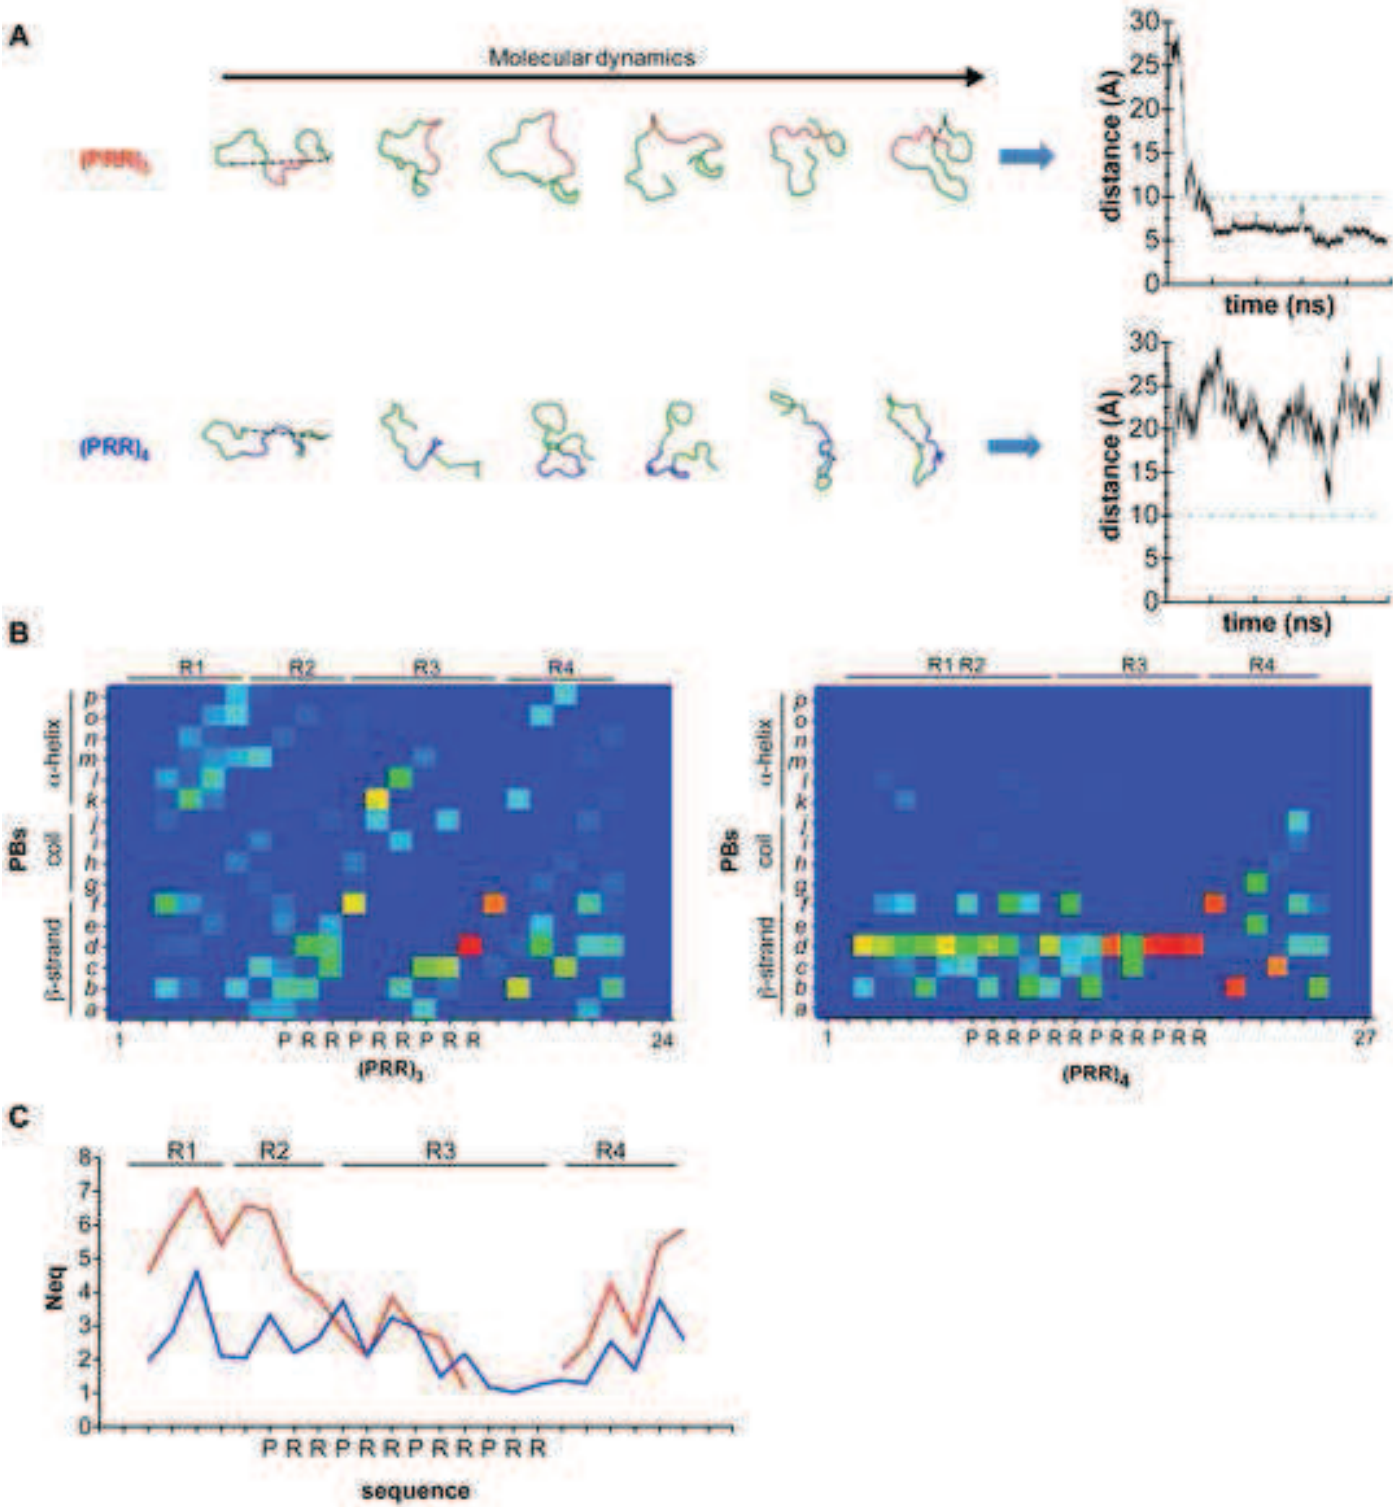 A
Molecular dynamics
(PRR)3
30
25
20
15
10
5
0
distance (A)
time (ns)
(PRR)4
30
25
20
15
10
5
0
distance (A)
time (ns)
B
R1 R2 R3 R4
PBs
α-helix
coil
β-strand
p
o
n
m
l
k
j
i
h
g
f
e
d
c
b
a
1 P R R P R R P R R 24
(PRR)3
R1 R2 R3 R4
PBs
α-helix
coil
β-strand
p
o
n
m
l
k
j
i
h
g
f
e
d
c
b
a
1 P R R P R R P R R P R R 27
(PRR)4
C
R1 R2 R3 R4
8
7
6
5
4
3
2
1
0
Neq
P R R P R R P R R P R R
sequence